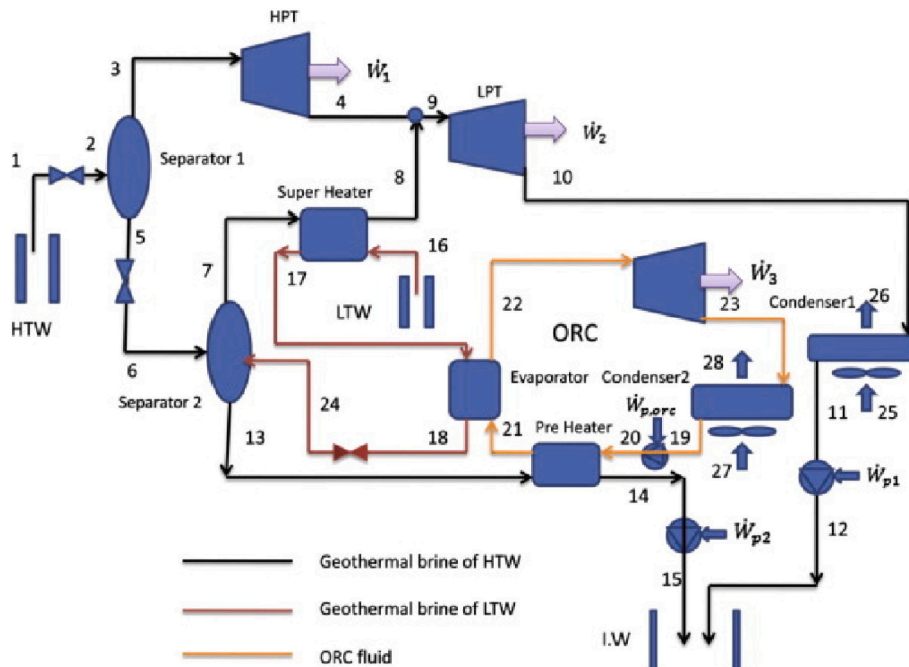 HPT
3
Ẇ1
LPT
4
9
Ẇ2
2
1
Separator 1
10
8
Super Heater
5
16
7
17
22
Ẇ3
23
26
Condenser1
HTW
LTW
ORC
6
28
Evaporator
Condenser2
Separator 2
24
11
25
21
Ẇp,orc
13
18
Pre Heater
20
19
27
14
Ẇp1
12
Ẇp2
15
Geothermal brine of HTW
Geothermal brine of LTW
I.W
ORC fluid